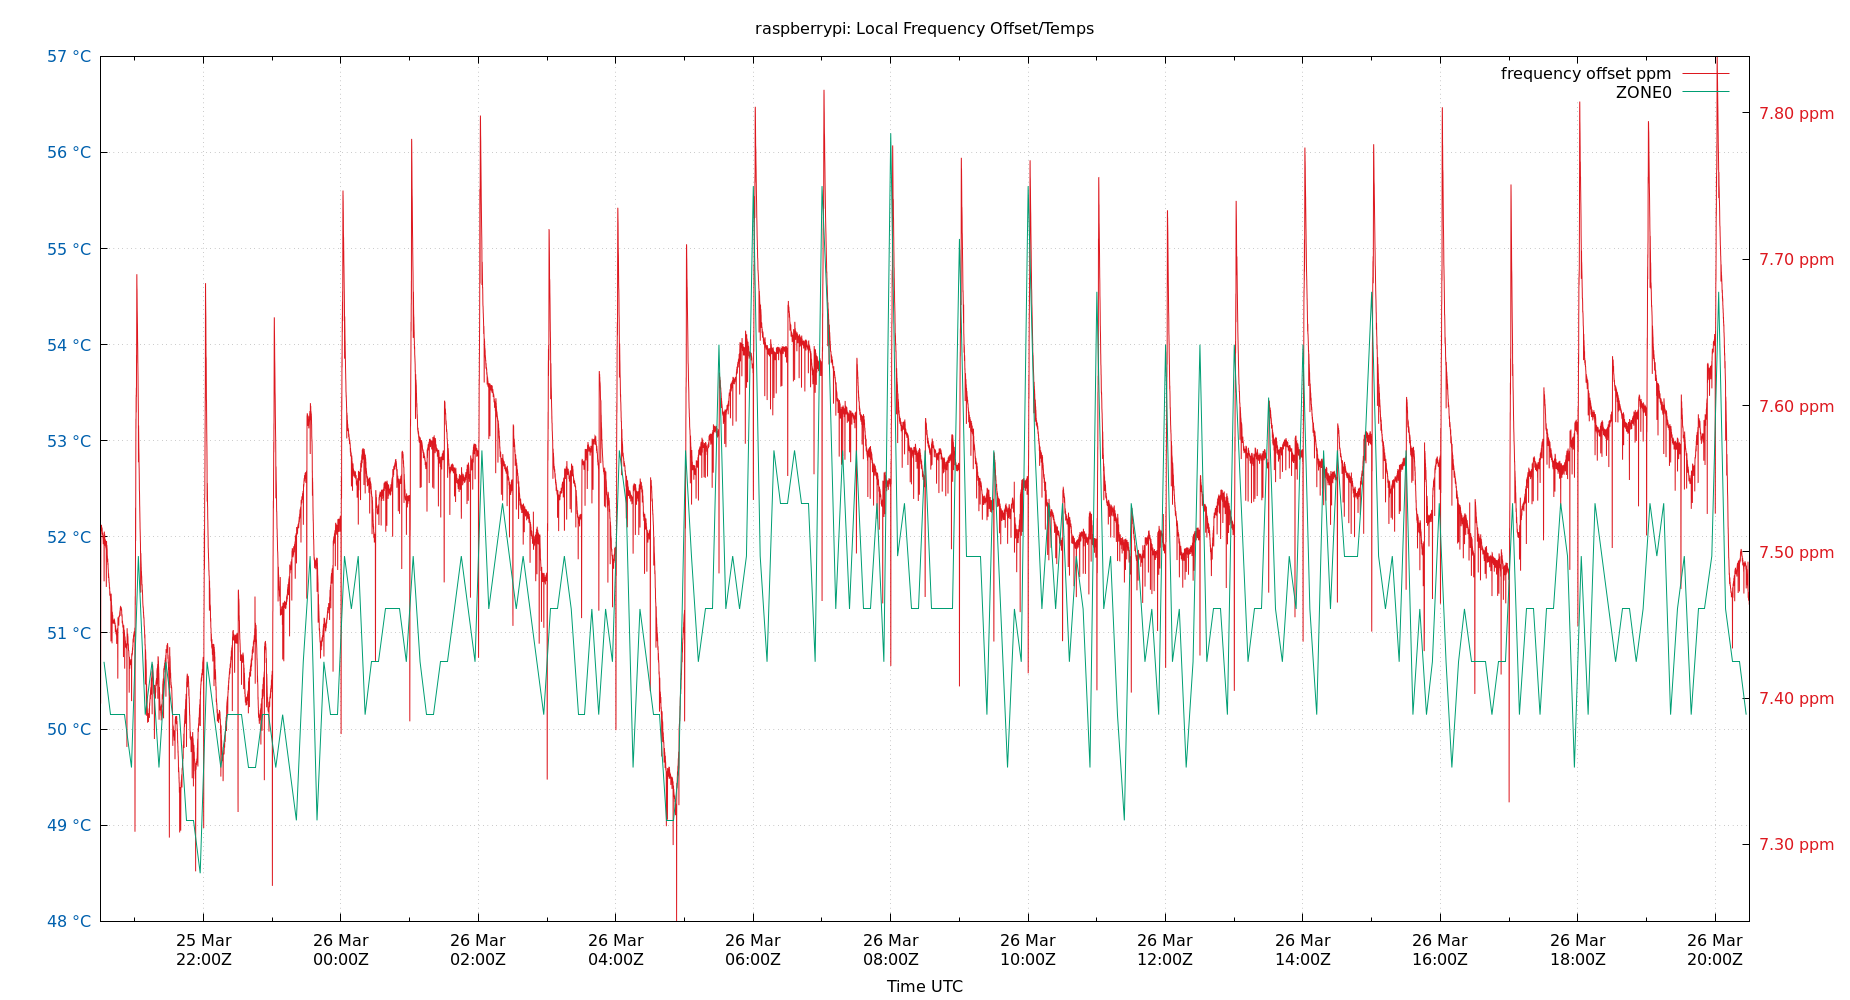 raspberrypi: Local Frequency Offset/Temps
57 °C
56 °C
55 °C
54 °C
53 °C
52 °C
51 °C
50 °C
49 °C
48 °C
frequency offset ppm
ZONE0
7.80 ppm
7.70 ppm
7.60 ppm
7.50 ppm
7.40 ppm
7.30 ppm
25 Mar
22:00Z
26 Mar
00:00Z
26 Mar
02:00Z
26 Mar
04:00Z
26 Mar
06:00Z
26 Mar
08:00Z
26 Mar
10:00Z
26 Mar
12:00Z
26 Mar
14:00Z
26 Mar
16:00Z
26 Mar
18:00Z
26 Mar
20:00Z
Time UTC